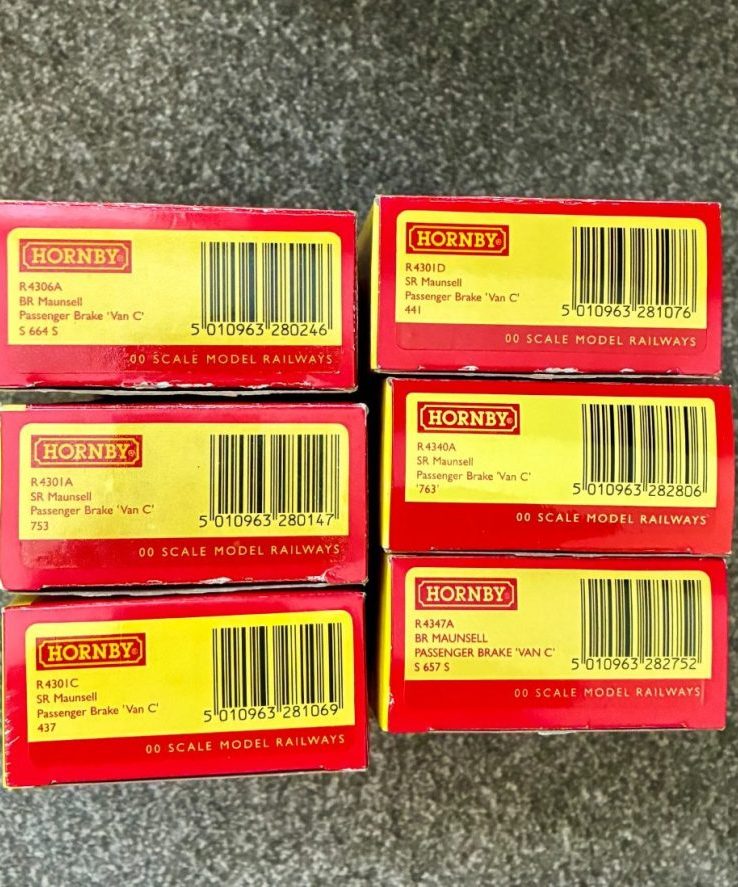 HORNBY®
R4306A
BR Maunsell
Passenger Brake 'Van C'
S 664 S
5 010963 280246
00 SCALE MODEL RAILWAYS
HORNBY®
R4301A
SR Maunsell
Passenger Brake 'Van C'
753
5 010963 280147
00 SCALE MODEL RAILWAYS
HORNBY®
R4301C
SR Maunsell
Passenger Brake 'Van C'
437
5 010963 281069
00 SCALE MODEL RAILWAYS
HORNBY®
R4301D
SR Maunsell
Passenger Brake 'Van C'
441
5 010963 281076
00 SCALE MODEL RAILWAYS
HORNBY®
R4340A
SR Maunsell
Passenger Brake 'Van C'
'763'
5 010963 282806
00 SCALE MODEL RAILWAYS
HORNBY®
R4347A
BR MAUNSELL
PASSENGER BRAKE 'VAN C'
S 657 S
5 010963 282752
00 SCALE MODEL RAILWAYS